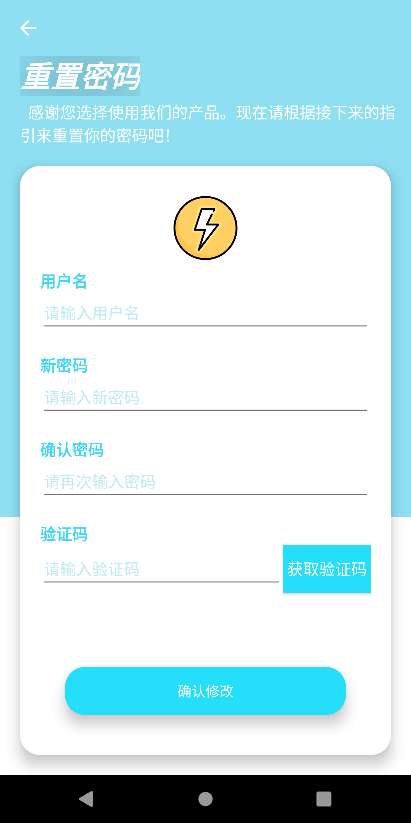 重置密码
感谢您选择使用我们的产品。现在请根据接下来的指
引来重置你的密码吧！
用户名
请输入用户名
新密码
请输入新密码
确认密码
请再次输入密码
验证码
请输入验证码
获取验证码
确认修改